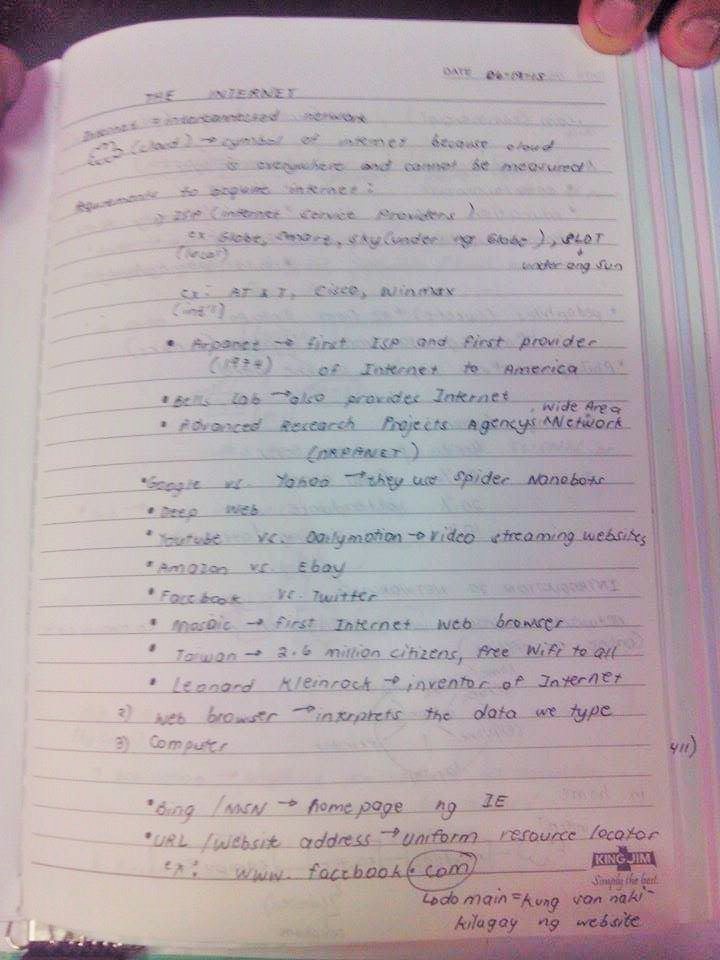 DATE 06-19-15
THE INTERNET
Internet = interconnected network
(cloud) → symbol of internet because cloud
is everywhere and cannot be measured
Requirements to acquire internet:
1) ISP (internet service Providers)
ex Globe, Smart, Sky (under ng Globe), PLDT
(local)
under ang Sun
ex: AT & T, Cisco, Winmax
(int'l)
• Arpanet → first ISP and first provider
(1974) of Internet to America
• Bells Lab → also provides Internet
• Advanced Research Projects Agencys ^ Wide Area Network
(ARPANET)
• Google vs. Yahoo → they use Spider Nanobots
• Deep Web
• Youtube vs. Dailymotion → video streaming websites
• Amazon vs. Ebay
• Facebook vs. Twitter
• Mosaic → first Internet web browser
• Taiwan → 2.6 million citizens, free WiFi to all
• Leonard Kleinrock → inventor of Internet
2) Web browser → intrptets the data we type
3) Computer
411)
• Bing / MSN → homepage ng IE
• URL / website address → uniform resource locator
ex: www.facebook.com
KING JIM
Simply the best.
domain = kung san naki-
kilagay ng website